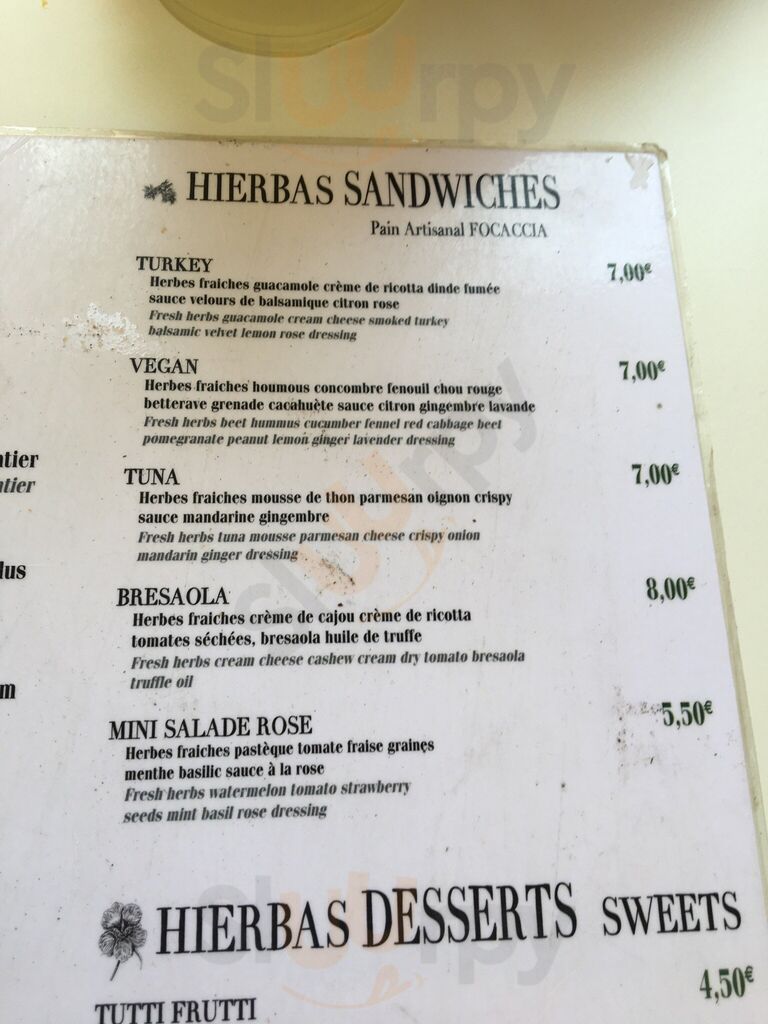 HIERBAS SANDWICHES
Pain Artisanal FOCACCIA
TURKEY 7,00€
Herbes fraiches guacamole crème de ricotta dinde fumée
sauce velours de balsamique citron rose
Fresh herbs guacamole cream cheese smoked turkey
balsamic velvet lemon rose dressing
VEGAN 7,00€
Herbes fraiches houmous concombre fenouil chou rouge
betterave grenade cacahuète sauce citron gingembre lavande
Fresh herbs beet hummus cucumber fennel red cabbage beet
pomegranate peanut lemon ginger lavender dressing
TUNA 7,00€
Herbes fraiches mousse de thon parmesan oignon crispy
sauce mandarine gingembre
Fresh herbs tuna mousse parmesan cheese crispy onion
mandarin ginger dressing
BRESAOLA 8,00€
Herbes fraiches crème de cajou crème de ricotta
tomates séchées, bresaola huile de truffe
Fresh herbs cream cheese cashew cream dry tomato bresaola
truffle oil
MINI SALADE ROSE 5,50€
Herbes fraiches pastèque tomate fraise graines
menthe basilic sauce à la rose
Fresh herbs watermelon tomato strawberry
seeds mint basil rose dressing
HIERBAS DESSERTS SWEETS
TUTTI FRUTTI 4,50€
ntier
ntier
lus
m
Sluurpy
Sluurpy
Sluurpy